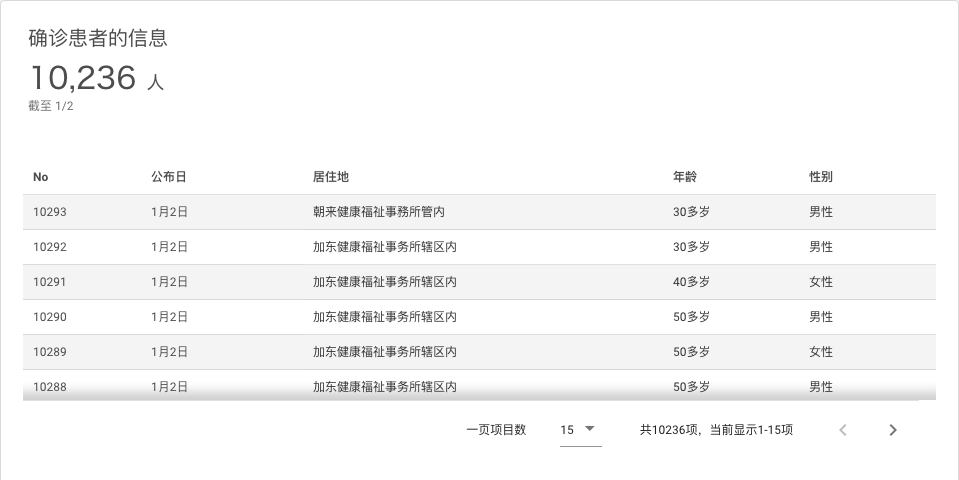 确诊患者的信息
10,236 人
截至 1/2
No 公布日 居住地 年龄 性别
10293 1月2日 朝来健康福祉事務所管内 30多岁 男性
10292 1月2日 加东健康福祉事务所辖区内 30多岁 男性
10291 1月2日 加东健康福祉事务所辖区内 40多岁 女性
10290 1月2日 加东健康福祉事务所辖区内 50多岁 男性
10289 1月2日 加东健康福祉事务所辖区内 50多岁 女性
10288 1月2日 加东健康福祉事务所辖区内 50多岁 男性
一页项目数 15 共10236项，当前显示1-15项